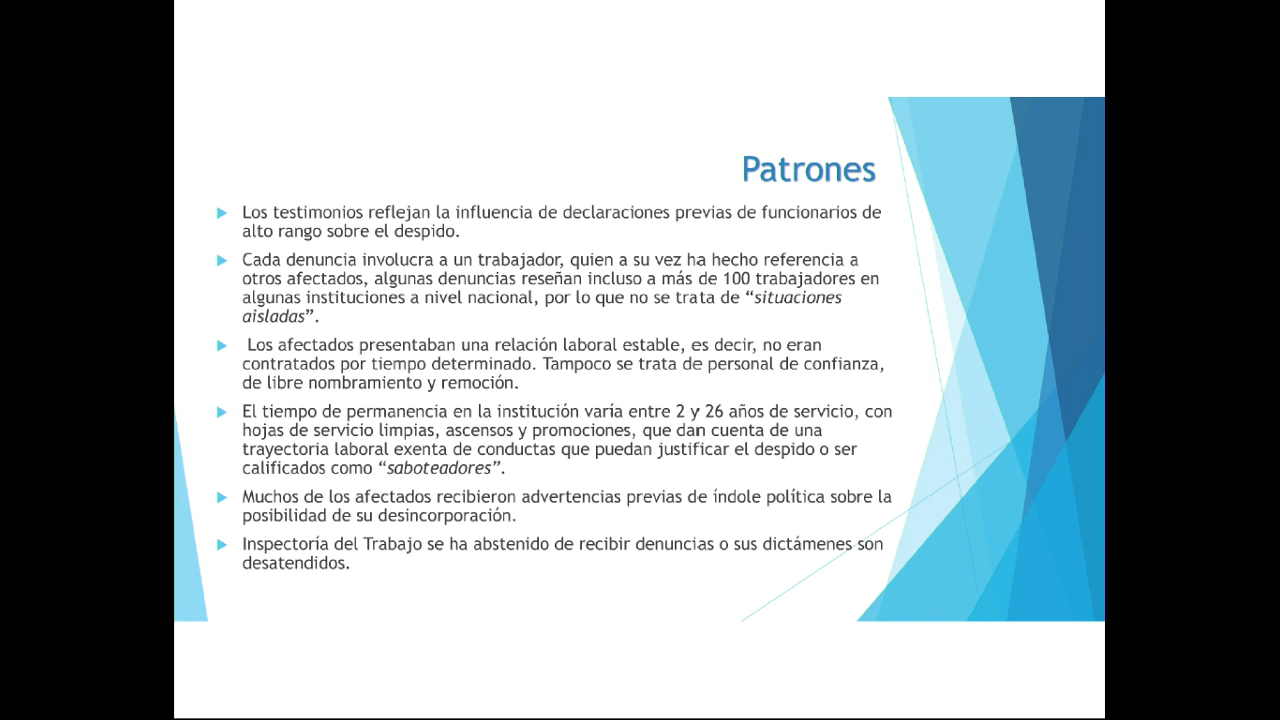 Patrones
Los testimonios reflejan la influencia de declaraciones previas de funcionarios de
alto rango sobre el despido.
Cada denuncia involucra a un trabajador, quien a su vez ha hecho referencia a
otros afectados, algunas denuncias reseñan incluso a más de 100 trabajadores en
algunas instituciones a nivel nacional, por lo que no se trata de “situaciones
aisladas”.
Los afectados presentaban una relación laboral estable, es decir, no eran
contratados por tiempo determinado. Tampoco se trata de personal de confianza,
de libre nombramiento y remoción.
El tiempo de permanencia en la institución varía entre 2 y 26 años de servicio, con
hojas de servicio limpias, ascensos y promociones, que dan cuenta de una
trayectoria laboral exenta de conductas que puedan justificar el despido o ser
calificados como “saboteadores”.
Muchos de los afectados recibieron advertencias previas de índole política sobre la
posibilidad de su desincorporación.
Inspectoría del Trabajo se ha abstenido de recibir denuncias o sus dictámenes son
desatendidos.